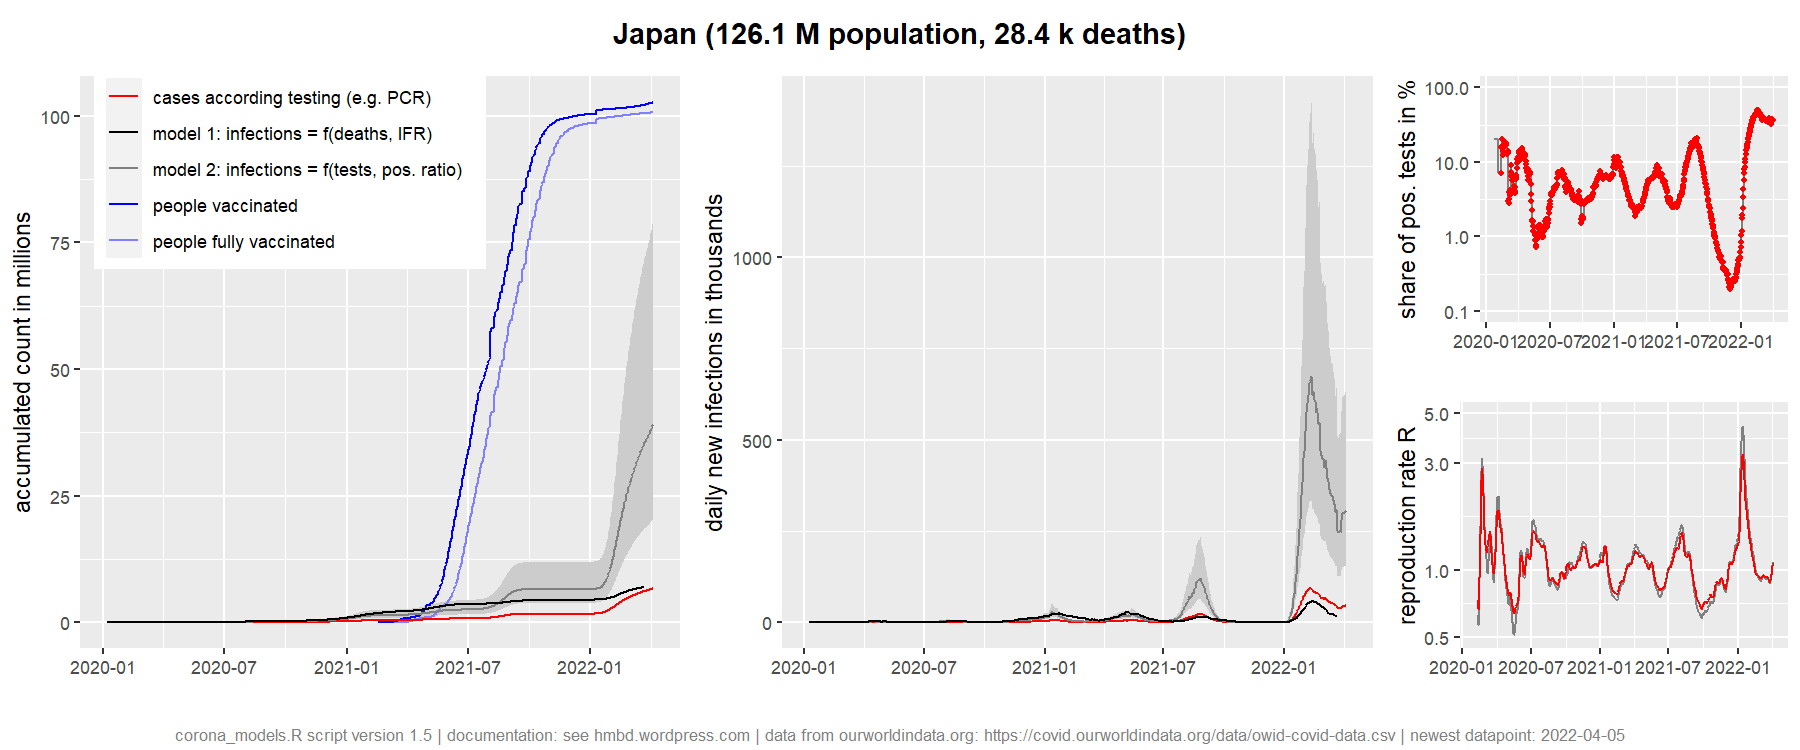 Japan (126.1 M population, 28.4 k deaths)
cases according testing (e.g. PCR)
model 1: infections = f(deaths, IFR)
model 2: infections = f(tests, pos. ratio)
people vaccinated
people fully vaccinated
accumulated count in millions
100
75
50
25
0
2020-01 2020-07 2021-01 2021-07 2022-01
daily new infections in thousands
1000
500
0
2020-01 2020-07 2021-01 2021-07 2022-01
share of pos. tests in %
100.0
10.0
1.0
0.1
2020-01 2020-07 2021-01 2021-07 2022-01
reproduction rate R
5.0
3.0
1.0
0.5
2020-01 2020-07 2021-01 2021-07 2022-01
corona_models.R script version 1.5 | documentation: see hmbd.wordpress.com | data from ourworldindata.org: https://covid.ourworldindata.org/data/owid-covid-data.csv | newest datapoint: 2022-04-05